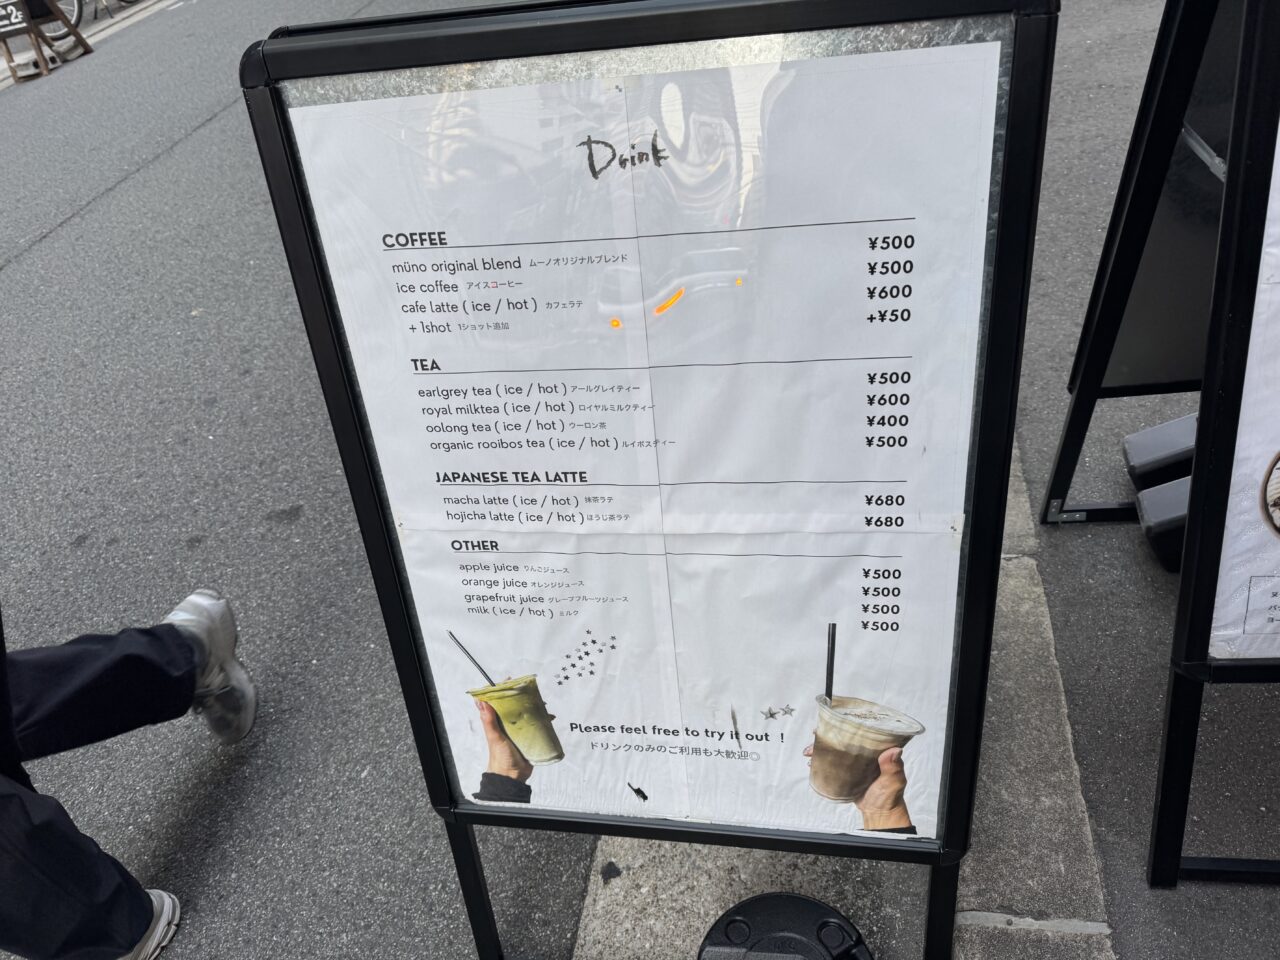 Drink
COFFEE
müno original blend ムーノオリジナルブレンド ¥500
ice coffee アイスコーヒー ¥500
cafe latte ( ice / hot ) カフェラテ ¥600
+ 1shot 1ショット追加 +¥50
TEA
earlgrey tea ( ice / hot ) アールグレイティー ¥500
royal milktea ( ice / hot ) ロイヤルミルクティー ¥600
oolong tea ( ice / hot ) ウーロン茶 ¥400
organic rooibos tea ( ice / hot ) ルイボスティー ¥500
JAPANESE TEA LATTE
macha latte ( ice / hot ) 抹茶ラテ ¥680
hojicha latte ( ice / hot ) ほうじ茶ラテ ¥680
OTHER
apple juice りんごジュース ¥500
orange juice オレンジジュース ¥500
grapefruit juice グレープフルーツジュース ¥500
milk ( ice / hot ) ミルク ¥500
Please feel free to try it out !
ドリンクのみのご利用も大歓迎◎